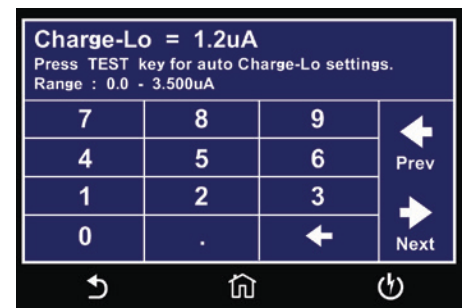 Charge-Lo = 1.2uA
Press TEST key for auto Charge-Lo settings.
Range : 0.0 - 3.500uA
7 8 9
4 5 6 Prev
1 2 3
0 . Next